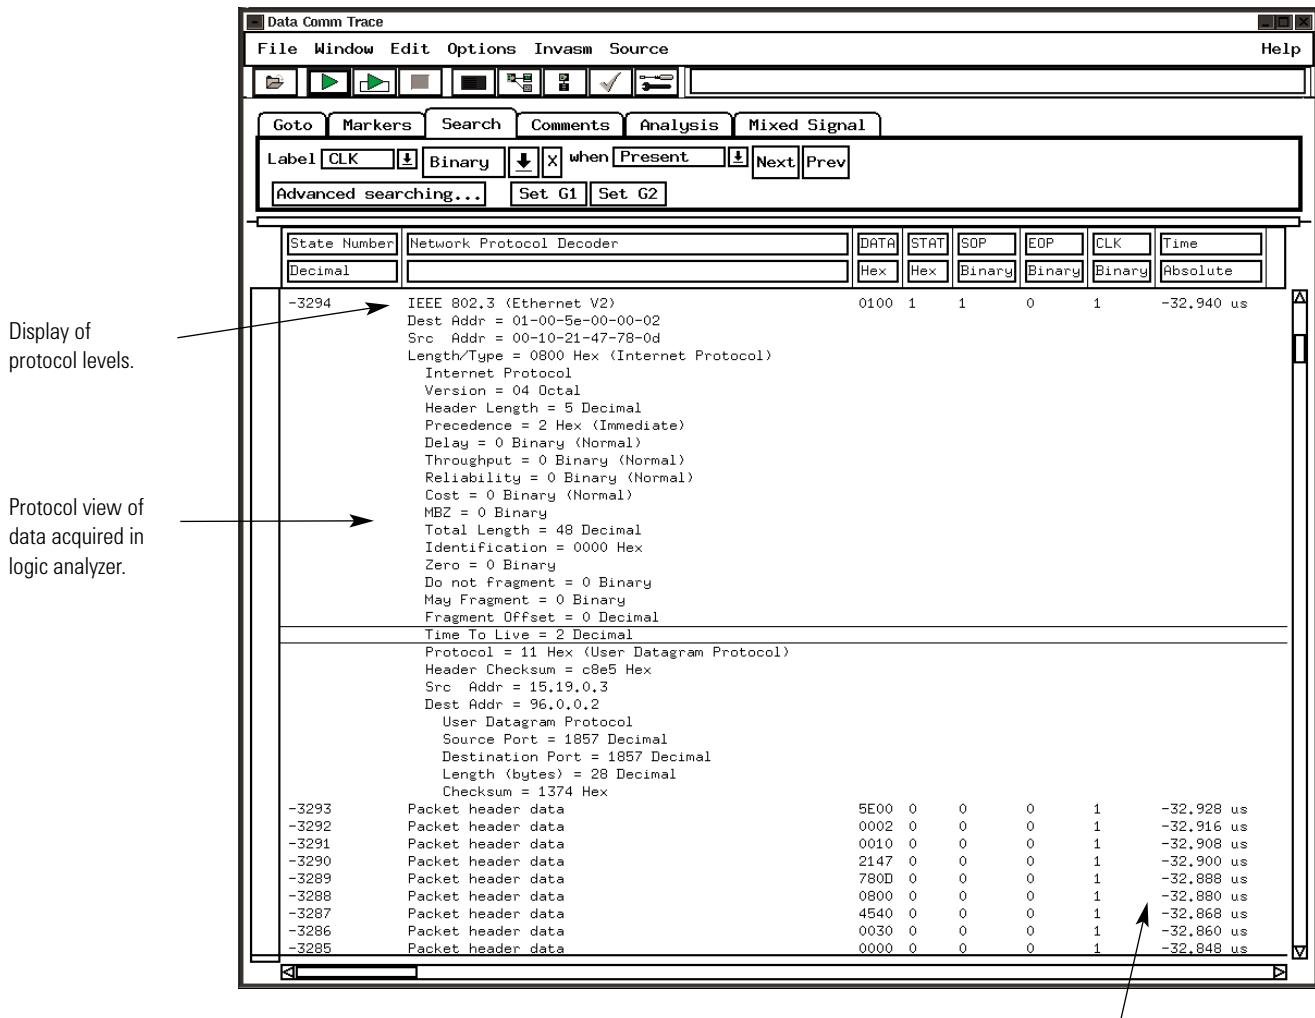 Data Comm Trace
File Window Edit Options Invasm Source Help
Goto Markers Search Comments Analysis Mixed Signal
Label CLK Binary X when Present Next Prev
Advanced searching... Set G1 Set G2
State Number Network Protocol Decoder DATA STAT SOP EOP CLK Time
Decimal Hex Hex Binary Binary Binary Absolute
-3294 IEEE 802.3 (Ethernet V2) 0100 1 1 0 1 -32.940 us
Dest Addr = 01-00-5e-00-00-02
Src Addr = 00-10-21-47-78-0d
Length/Type = 0800 Hex (Internet Protocol)
Internet Protocol
Version = 04 Octal
Header Length = 5 Decimal
Precedence = 2 Hex (Immediate)
Delay = 0 Binary (Normal)
Throughput = 0 Binary (Normal)
Reliability = 0 Binary (Normal)
Cost = 0 Binary (Normal)
MBZ = 0 Binary
Total Length = 48 Decimal
Identification = 0000 Hex
Zero = 0 Binary
Do not fragment = 0 Binary
May Fragment = 0 Binary
Fragment Offset = 0 Decimal
Time To Live = 2 Decimal
Protocol = 11 Hex (User Datagram Protocol)
Header Checksum = c8e5 Hex
Src Addr = 15.19.0.3
Dest Addr = 96.0.0.2
User Datagram Protocol
Source Port = 1857 Decimal
Destination Port = 1857 Decimal
Length (bytes) = 28 Decimal
Checksum = 1374 Hex
-3293 Packet header data 5E00 0 0 0 1 -32.928 us
-3292 Packet header data 0002 0 0 0 1 -32.916 us
-3291 Packet header data 0010 0 0 0 1 -32.908 us
-3290 Packet header data 2147 0 0 0 1 -32.900 us
-3289 Packet header data 780D 0 0 0 1 -32.888 us
-3288 Packet header data 0800 0 0 0 1 -32.880 us
-3287 Packet header data 4540 0 0 0 1 -32.868 us
-3286 Packet header data 0030 0 0 0 1 -32.860 us
-3285 Packet header data 0000 0 0 0 1 -32.848 us
Display of
protocol levels.
Protocol view of
data acquired in
logic analyzer.